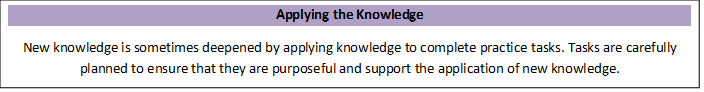 Applying the Knowledge
New knowledge is sometimes deepened by applying knowledge to complete practice tasks. Tasks are carefully
planned to ensure that they are purposeful and support the application of new knowledge.